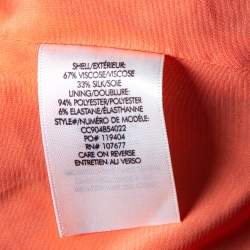 SHELL/EXTÉRIEUR:
67% VISCOSE/VISCOSE
33% SILK/SOIE
LINING/DOUBLURE:
94% POLYESTER/POLYESTER
6% ELASTANE/ÉLASTHANNE
STYLE#/NUMÉRO DE MODÈLE:
CC904B54022
PO# 119404
RN# 107677
CARE ON REVERSE
ENTRETIEN AU VERSO